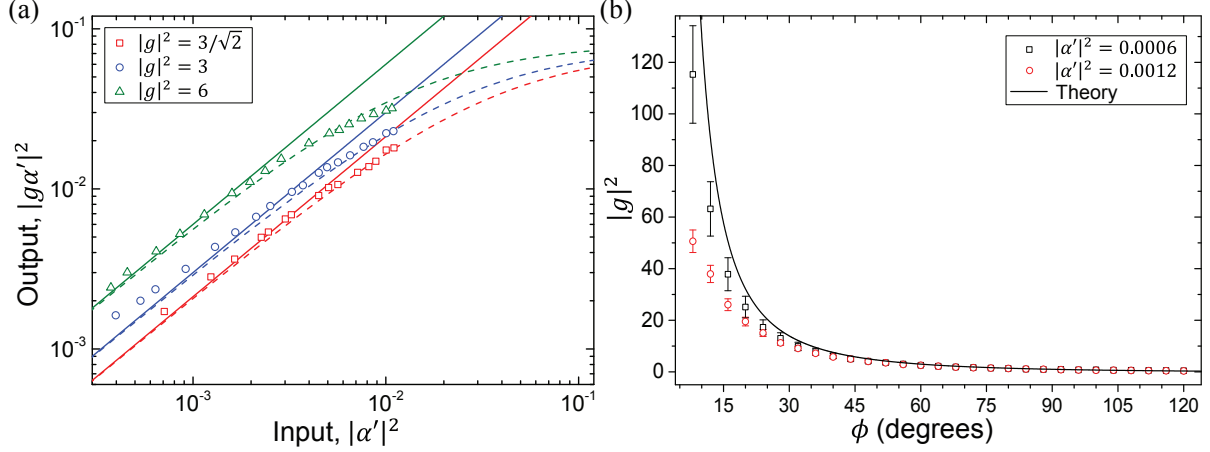 (a)
10⁻¹
|g|² = 3/√2
|g|² = 3
|g|² = 6
Output, |gα′|²
10⁻²
10⁻³
10⁻³ 10⁻² 10⁻¹
Input, |α′|²
(b)
|α′|² = 0.0006
|α′|² = 0.0012
Theory
|g|²
120
100
80
60
40
20
0
15 30 45 60 75 90 105 120
ϕ (degrees)